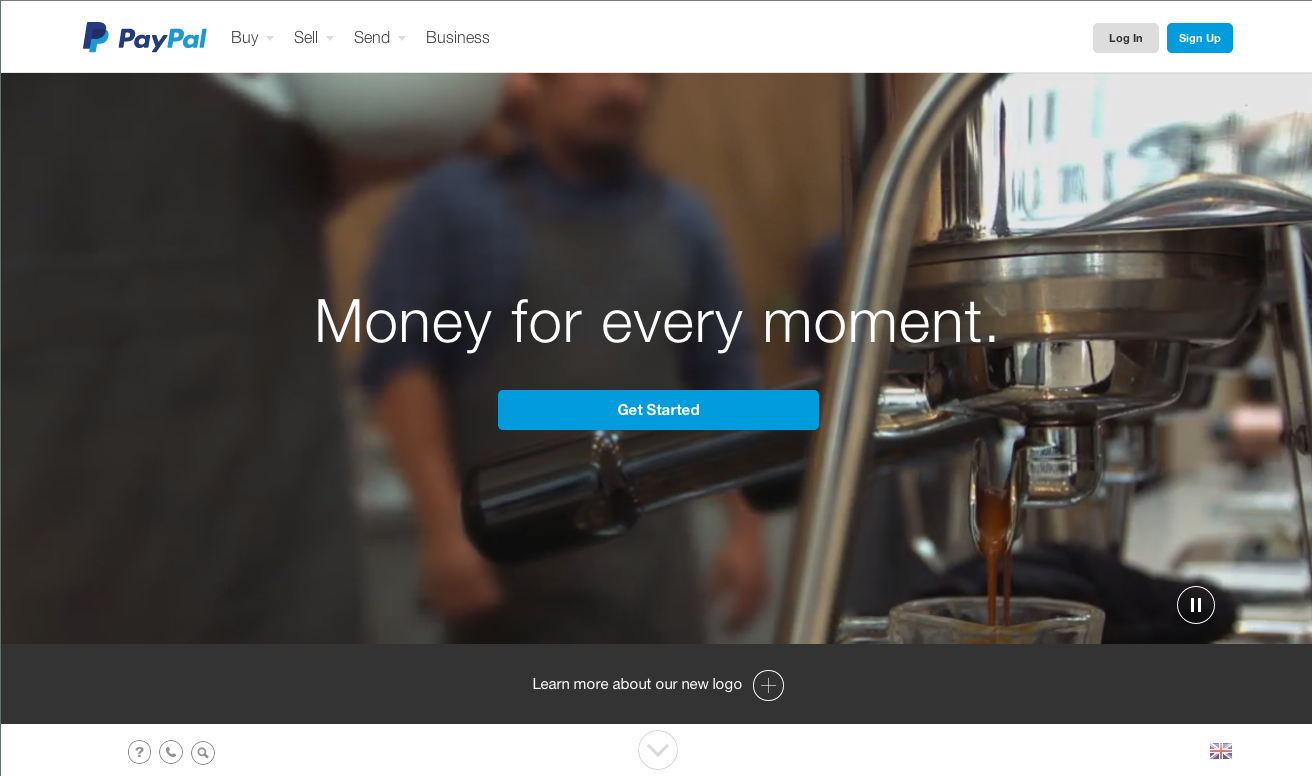 PayPal
Buy Sell Send Business
Log In Sign Up
Money for every moment.
Get Started
Learn more about our new logo